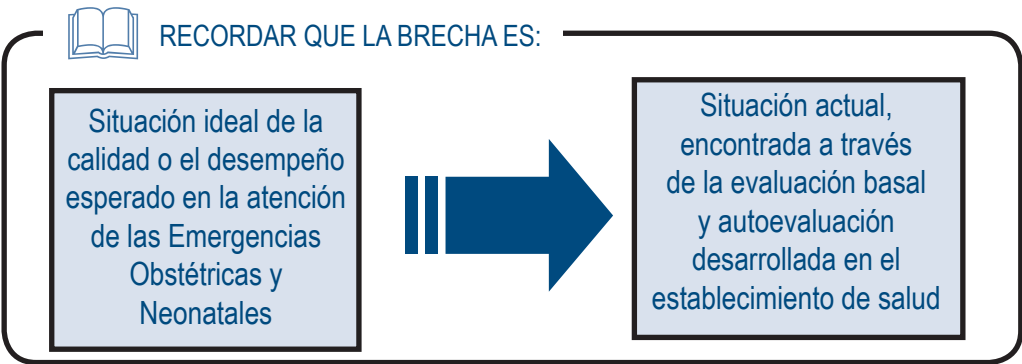 RECORDAR QUE LA BRECHA ES:
Situación ideal de la
calidad o el desempeño
esperado en la atención
de las Emergencias
Obstétricas y
Neonatales
Situación actual,
encontrada a través
de la evaluación basal
y autoevaluación
desarrollada en el
establecimiento de salud